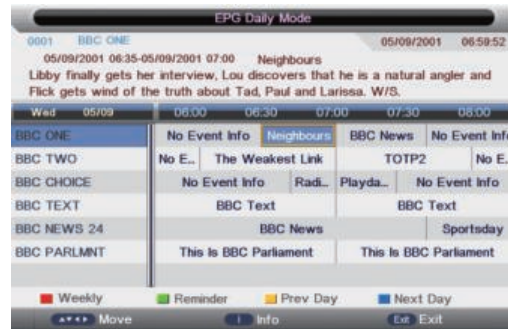 EPG Daily Mode
0001 BBC ONE 05/09/2001 06:59:52
05/09/2001 06:35-05/09/2001 07:00 Neighbours
Libby finally gets her interview, Lou discovers that he is a natural angler and
Flick gets wind of the truth about Tad, Paul and Larissa. W/S.
Wed 05/09 06:00 06:30 07:00 07:30 08:00
BBC ONE No Event Info Neighbours BBC News No Event Inf
BBC TWO No E.. The Weakest Link TOTP2 No E.
BBC CHOICE No Event Info Radi.. Playda... No Event Info
BBC TEXT BBC Text BBC Text
BBC NEWS 24 BBC News Sportsday
BBC PARLMNT This Is BBC Parliament This Is BBC Parliament
Weekly Reminder Prev Day Next Day
Move i Info Exit Exit